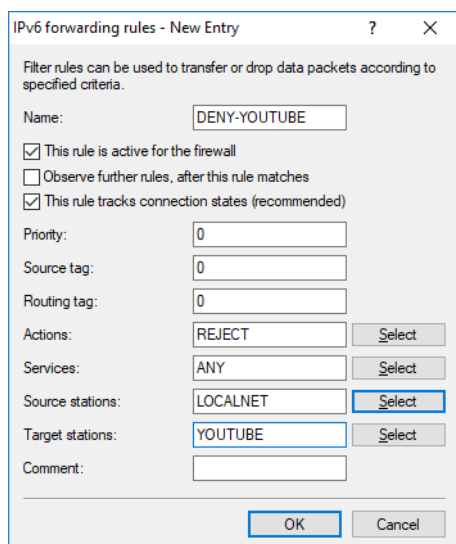 IPv6 forwarding rules - New Entry ? ×
Filter rules can be used to transfer or drop data packets according to
specified criteria.
Name: DENY-YOUTUBE
This rule is active for the firewall
Observe further rules, after this rule matches
This rule tracks connection states (recommended)
Priority: 0
Source tag: 0
Routing tag: 0
Actions: REJECT Select
Services: ANY Select
Source stations: LOCALNET Select
Target stations: YOUTUBE Select
Comment:
OK Cancel